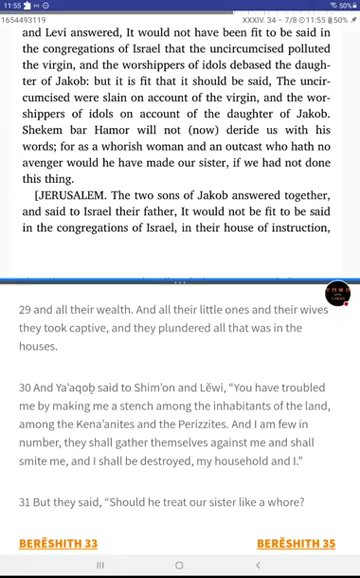 11:55
50%
1654493119
XXXIV. 34 – 7/8 11:55 50%
and Levi answered, It would not have been fit to be said in
the congregations of Israel that the uncircumcised polluted
the virgin, and the worshippers of idols debased the daugh-
ter of Jakob: but it is fit that it should be said, The uncir-
cumcised were slain on account of the virgin, and the wor-
shippers of idols on account of the daughter of Jakob.
Shekem bar Hamor will not (now) deride us with his
words; for as a whorish woman and an outcast who hath no
avenger would he have made our sister, if we had not done
this thing.
[JERUSALEM. The two sons of Jakob answered together,
and said to Israel their father, It would not be fit to be said
in the congregations of Israel, in their house of instruction,
29 and all their wealth. And all their little ones and their wives
they took captive, and they plundered all that was in the
houses.
30 And Ya‛aqoḇ said to Shim‛on and Lĕwi, “You have troubled
me by making me a stench among the inhabitants of the land,
among the Kena‛anites and the Perizzites. And I am few in
number, they shall gather themselves against me and shall
smite me, and I shall be destroyed, my household and I.”
31 But they said, “Should he treat our sister like a whore?
BERĔSHITH 33
BERĔSHITH 35